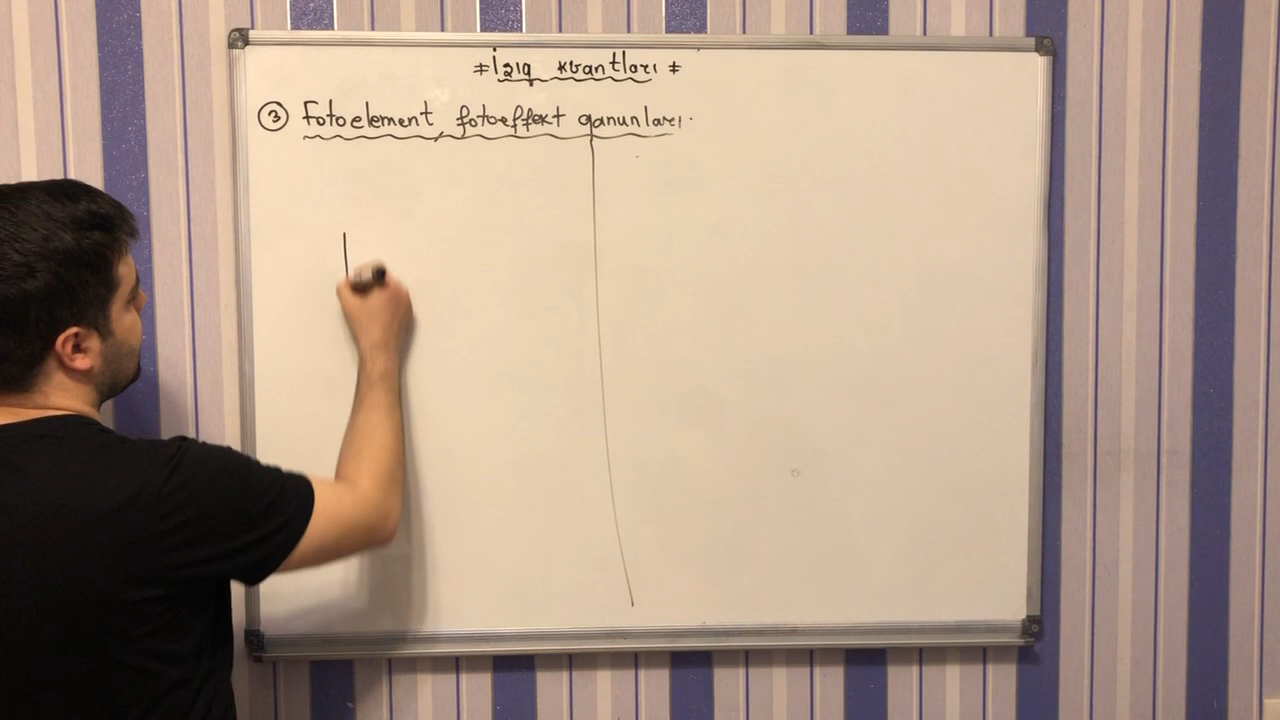 ≠İşıq kvantları≠
③ Fotoelement, fotoeffekt qanunları.